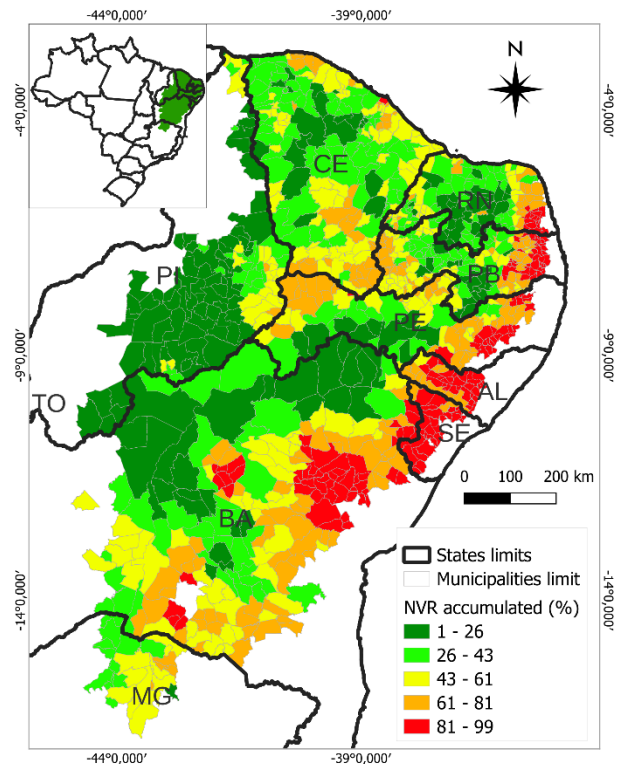 -44°0,000′ -39°0,000′
N
-4°0,000′ -4°0,000′
CE
RN
PI
PB
PE
-9°0,000′ -9°0,000′
TO
AL
SE
0 100 200 km
BA
States limits
Municipalities limit
-14°0,000′ -14°0,000′
NVR accumulated (%)
1 - 26
26 - 43
43 - 61
61 - 81
81 - 99
MG
-44°0,000′ -39°0,000′